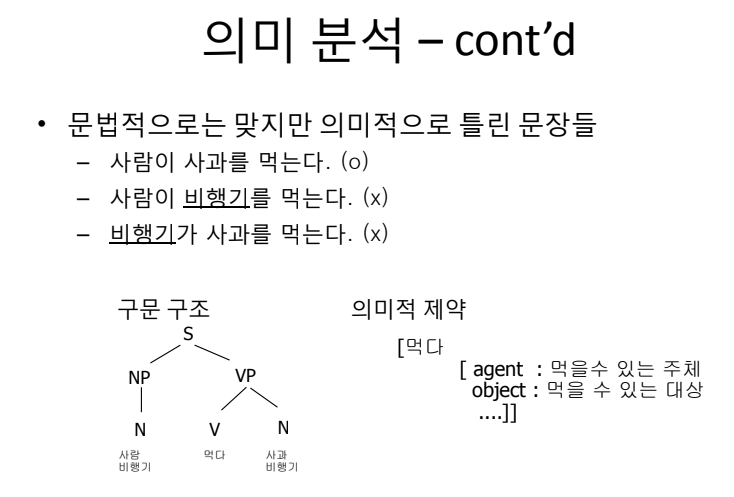 의미 분석 – cont’d
• 문법적으로는 맞지만 의미적으로 틀린 문장들
– 사람이 사과를 먹는다. (o)
– 사람이 비행기를 먹는다. (x)
– 비행기가 사과를 먹는다. (x)
구문 구조
S
NP VP
N V N
사람 먹다 사과
비행기 비행기
의미적 제약
[먹다
[ agent : 먹을수 있는 주체
object : 먹을 수 있는 대상
....]]